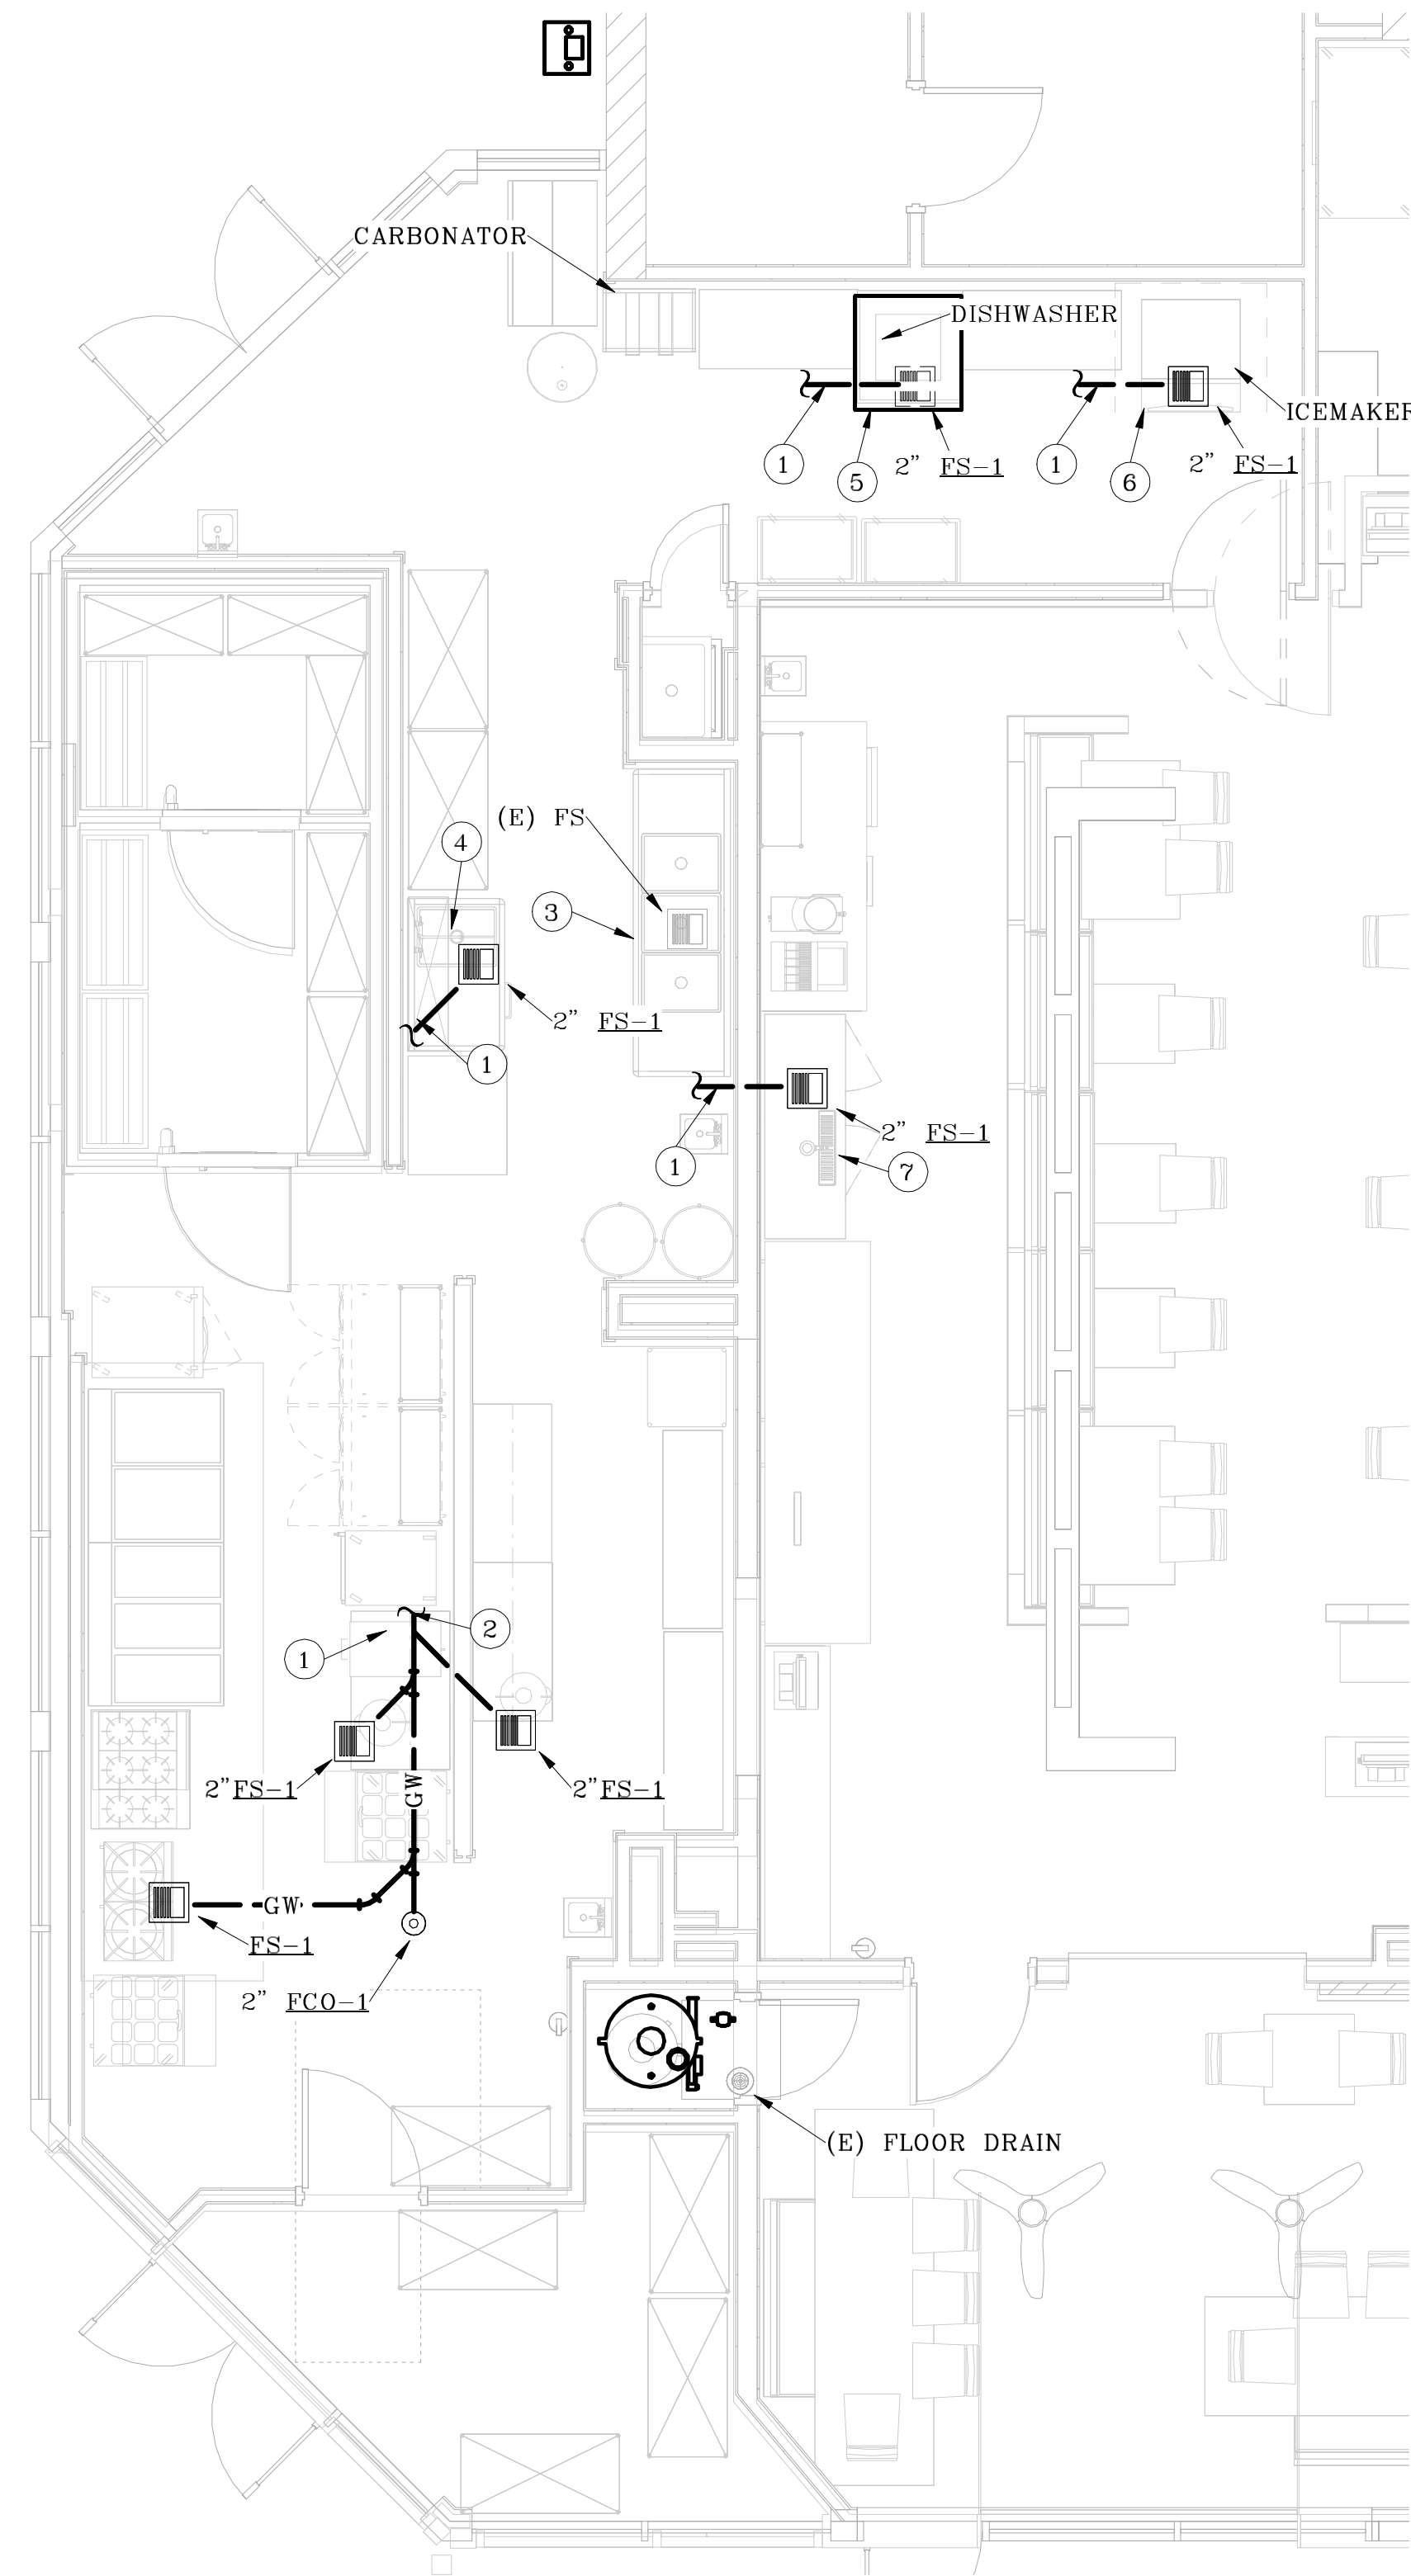 CARBONATOR
DISHWASHER
ICEMAKER
1
5
2" FS-1
1
6
2" FS-1
(E) FS
4
3
2" FS-1
1
2" FS-1
1
7
2
1
2" FS-1
2" FS-1
GW
GW
FS-1
2" FCO-1
(E) FLOOR DRAIN